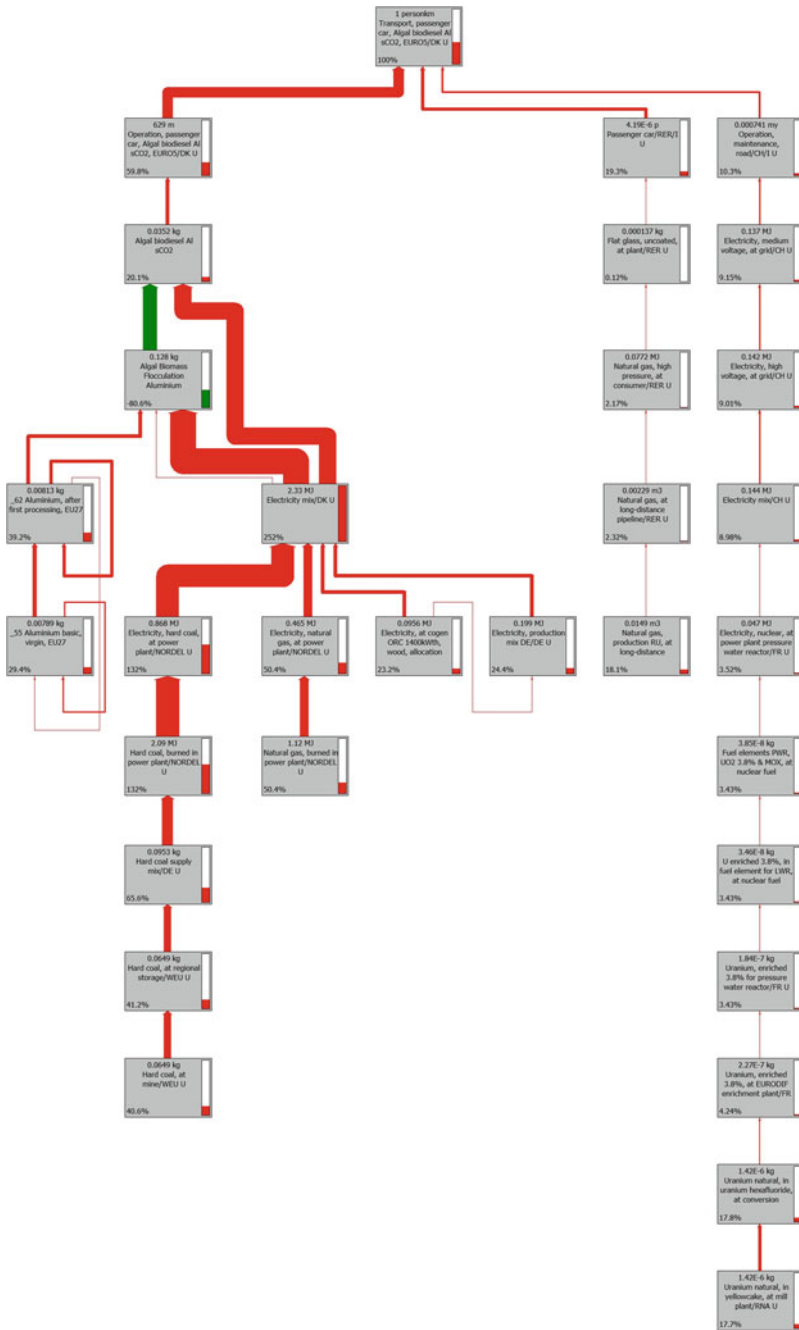 1 personkm
Transport, passenger
car, Algal biodiesel Al
sCO2, EURO5/DK U
100%
629 m
Operation, passenger
car, Algal biodiesel Al
sCO2, EURO5/DK U
59.8%
4.19E-6 p
Passenger car/RER/I
U
19.3%
0.000741 my
Operation,
maintenance,
road/CH/I U
10.3%
0.0352 kg
Algal biodiesel Al
sCO2
20.1%
0.000137 kg
Flat glass, uncoated,
at plant/RER U
0.12%
0.137 MJ
Electricity, medium
voltage, at grid/CH U
9.15%
0.128 kg
Algal Biomass
Flocculation
Aluminium
-80.6%
0.0772 MJ
Natural gas, high
pressure, at
consumer/RER U
2.17%
0.142 MJ
Electricity, high
voltage, at grid/CH U
9.01%
0.00813 kg
_62 Aluminium, after
first processing, EU27
39.2%
2.33 MJ
Electricity mix/DK U
252%
0.00229 m3
Natural gas, at
long-distance
pipeline/RER U
2.32%
0.144 MJ
Electricity mix/CH U
8.98%
0.00789 kg
_55 Aluminium basic,
virgin, EU27
29.4%
0.868 MJ
Electricity, hard coal,
at power
plant/NORDEL U
132%
0.465 MJ
Electricity, natural
gas, at power
plant/NORDEL U
50.4%
0.0956 MJ
Electricity, at cogen
ORC 1400kWth,
wood, allocation
23.2%
0.199 MJ
Electricity, production
mix DE/DE U
24.4%
0.0149 m3
Natural gas,
production RU, at
long-distance
18.1%
0.047 MJ
Electricity, nuclear, at
power plant pressure
water reactor/FR U
3.52%
2.09 MJ
Hard coal, burned in
power plant/NORDEL
U
132%
1.12 MJ
Natural gas, burned in
power plant/NORDEL
U
50.4%
3.85E-8 kg
Fuel elements PWR,
UO2 3.8% & MOX, at
nuclear fuel
3.43%
0.0953 kg
Hard coal supply
mix/DE U
65.6%
3.46E-8 kg
U enriched 3.8%, in
fuel element for LWR,
at nuclear fuel
3.43%
0.0649 kg
Hard coal, at regional
storage/WEU U
41.2%
1.84E-7 kg
Uranium, enriched
3.8% for pressure
water reactor/FR U
3.43%
0.0649 kg
Hard coal, at
mine/WEU U
40.6%
2.27E-7 kg
Uranium, enriched
3.8%, at EURODIF
enrichment plant/FR
4.24%
1.42E-6 kg
Uranium natural, in
uranium hexafluoride,
at conversion
17.8%
1.42E-6 kg
Uranium natural, in
yellowcake, at mill
plant/RNA U
17.7%